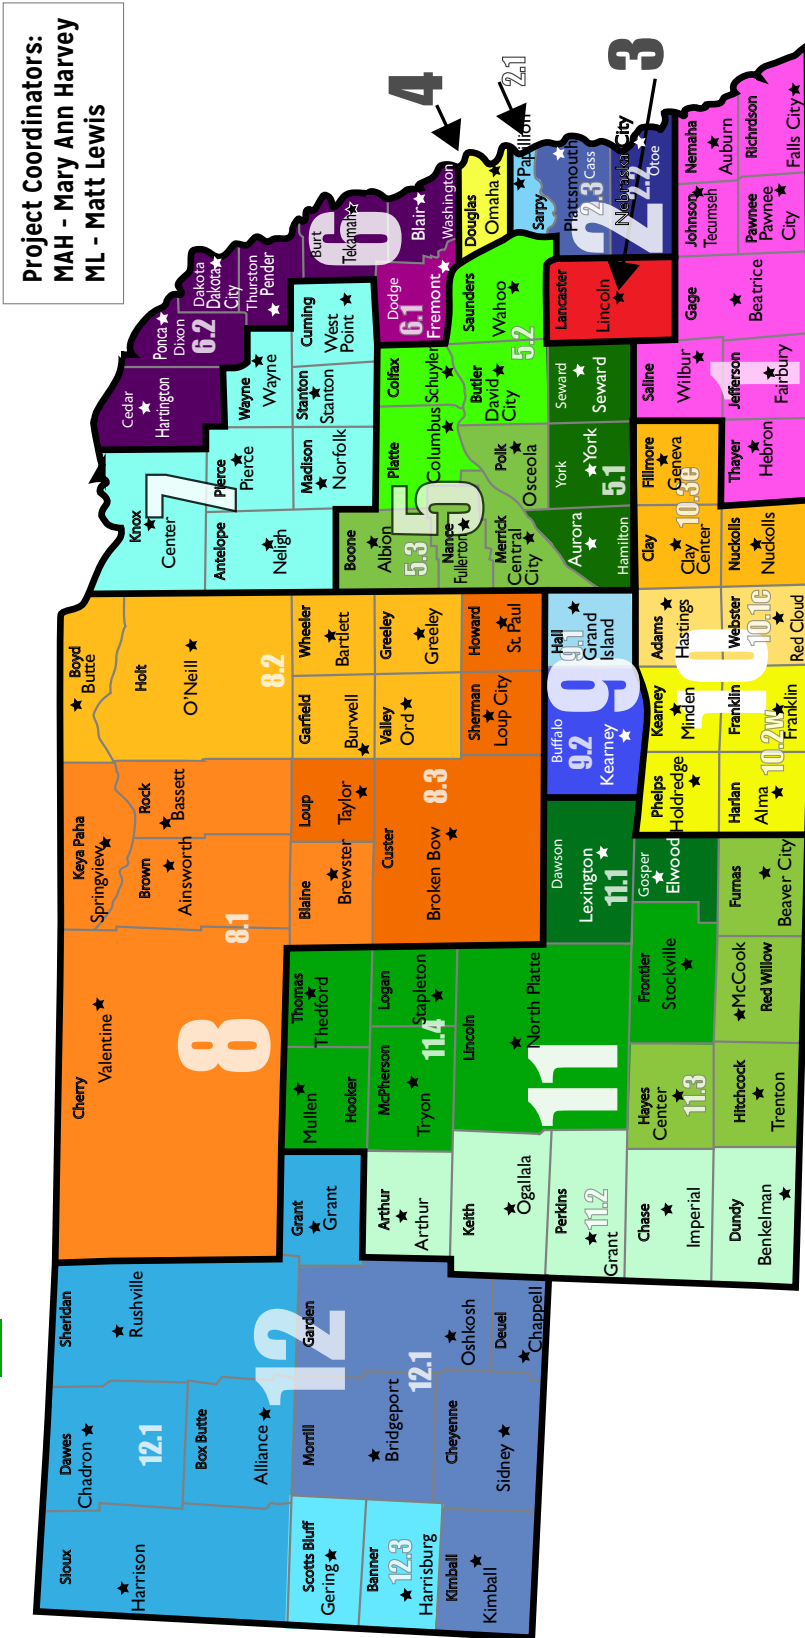 Project Coordinators:
MAH - Mary Ann Harvey
ML - Matt Lewis
Sioux
Harrison
Dawes
Chadron
12.1
Box Butte
Alliance
Sheridan
Rushville
12
Scotts Bluff
Gering
Banner
12.3
Harrisburg
Kimball
Kimball
Morrill
Bridgeport
Cheyenne
Sidney
Garden
12.1
Oshkosh
Deuel
Chappell
Cherry
Valentine
8
8.1
Keya Paha
Springview
Brown
Ainsworth
Rock
Bassett
Boyd
Butte
Holt
O'Neill
8.2
Blaine
Brewster
Loup
Taylor
Custer
Broken Bow
8.3
Garfield
Burwell
Wheeler
Bartlett
Valley
Ord
Greeley
Greeley
Sherman
Loup City
Howard
St. Paul
Grant
Grant
Hooker
Mullen
Thomas
Thedford
Arthur
Arthur
McPherson
Tryon
Logan
Stapleton
11.4
Keith
Ogallala
Lincoln
North Platte
11
Perkins
11.2
Grant
Chase
Imperial
Dundy
Benkelman
Hayes
Center
11.3
Hitchcock
Trenton
Frontier
Stockville
McCook
Red Willow
Dawson
Lexington
11.1
Gosper
Elwood
Furnas
Beaver City
Buffalo
9.2
Kearney
9
Hall
9.1
Grand
Island
Phelps
Holdredge
Harlan
Alma
Kearney
Minden
Franklin
10.2w
Franklin
10
Adams
Hastings
Webster
10.1c
Red Cloud
Clay
Clay
Center
Fillmore
Geneva
10.3e
Nuckolls
Nuckolls
Knox
Center
Antelope
Neligh
Pierce
Pierce
7
Madison
Norfolk
Wayne
Wayne
Stanton
Stanton
Cuming
West
Point
Cedar
Hartington
Ponca
Dixon
6.2
Dakota
Dakota
City
Thurston
Pender
Burt
Tekamah
6
Blair
Washington
Dodge
6.1
Fremont
Boone
Albion
5.3
Nance
Fullerton
Merrick
Central
City
5
Platte
Columbus
Colfax
Schuyler
Polk
Osceola
Butler
David
City
5.2
Saunders
Wahoo
Aurora
Hamilton
York
York
5.1
Seward
Seward
Douglas
Omaha
4
2.1
Sarpy
Papillion
2.3
Cass
Plattsmouth
2
2.2
Otoe
Nebraska City
3
Lancaster
Lincoln
Saline
Wilbur
Thayer
Hebron
Jefferson
Fairbury
1
Gage
Beatrice
Johnson
Tecumseh
Nemaha
Auburn
Pawnee
Pawnee
City
Richrdson
Falls City